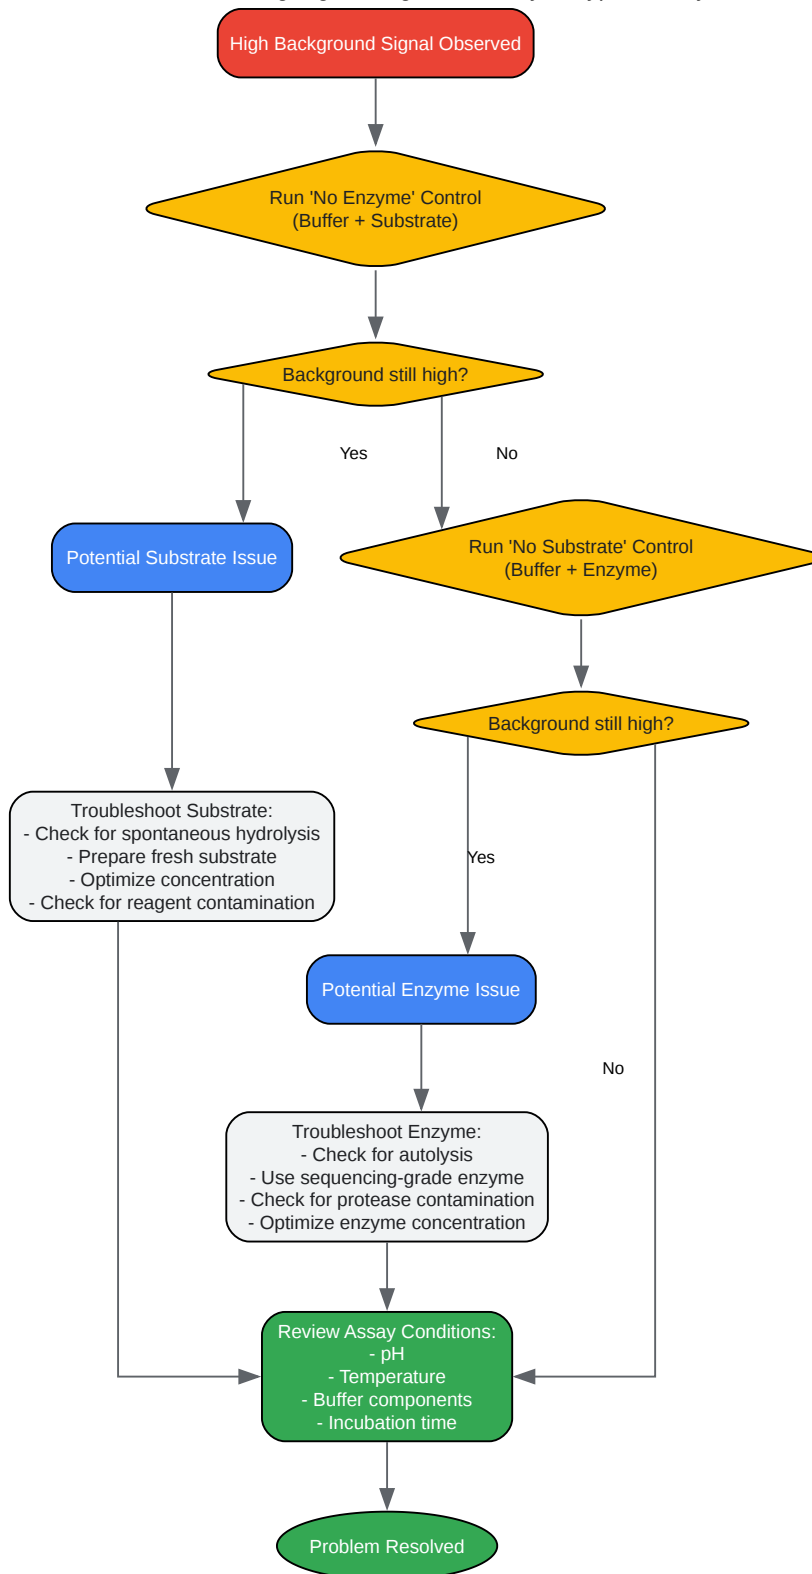 High Background Signal Observed
Run 'No Enzyme' Control
(Buffer + Substrate)
Background still high?
Yes
No
Potential Substrate Issue
Run 'No Substrate' Control
(Buffer + Enzyme)
Background still high?
Troubleshoot Substrate:
- Check for spontaneous hydrolysis
- Prepare fresh substrate
- Optimize concentration
- Check for reagent contamination
Yes
Potential Enzyme Issue
No
Troubleshoot Enzyme:
- Check for autolysis
- Use sequencing-grade enzyme
- Check for protease contamination
- Optimize enzyme concentration
Review Assay Conditions:
- pH
- Temperature
- Buffer components
- Incubation time
Problem Resolved